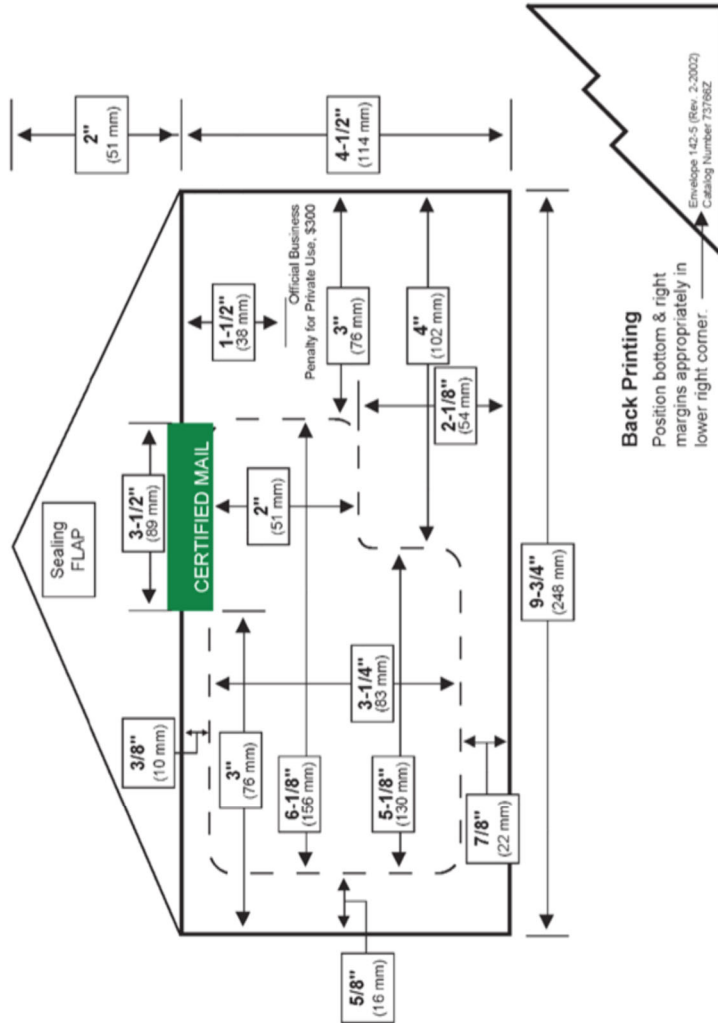 2"
(51 mm)
4-1/2"
(114 mm)
Sealing
FLAP
3-1/2"
(89 mm)
CERTIFIED MAIL
1-1/2"
(38 mm)
Official Business
Penalty for Private Use, $300
3/8"
(10 mm)
3"
(76 mm)
2"
(51 mm)
3"
(76 mm)
6-1/8"
(156 mm)
3-1/4"
(83 mm)
5-1/8"
(130 mm)
4"
(102 mm)
2-1/8"
(54 mm)
5/8"
(16 mm)
7/8"
(22 mm)
9-3/4"
(248 mm)
Back Printing
Position bottom & right
margins appropriately in
lower right corner.
Envelope 142-5 (Rev. 2-2002)
Catalog Number 73766Z